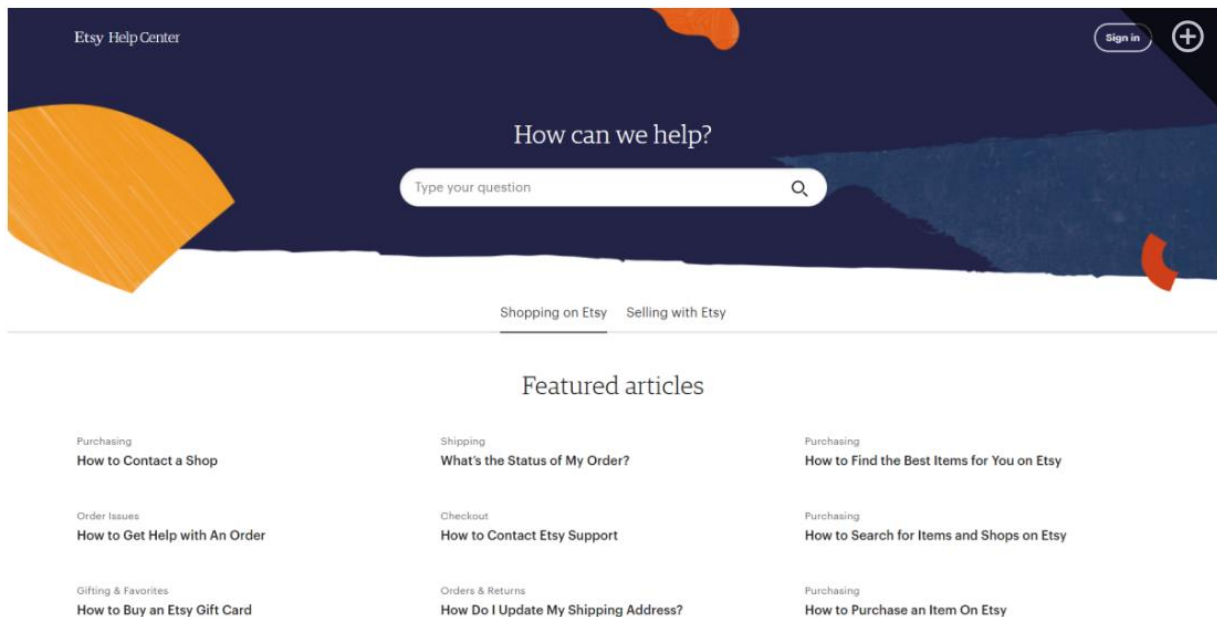 Etsy Help Center
Sign in
How can we help?
Type your question
Shopping on Etsy
Selling with Etsy
Featured articles
Purchasing
How to Contact a Shop
Shipping
What's the Status of My Order?
Purchasing
How to Find the Best Items for You on Etsy
Order Issues
How to Get Help with An Order
Checkout
How to Contact Etsy Support
Purchasing
How to Search for Items and Shops on Etsy
Gifting & Favorites
How to Buy an Etsy Gift Card
Orders & Returns
How Do I Update My Shipping Address?
Purchasing
How to Purchase an Item On Etsy